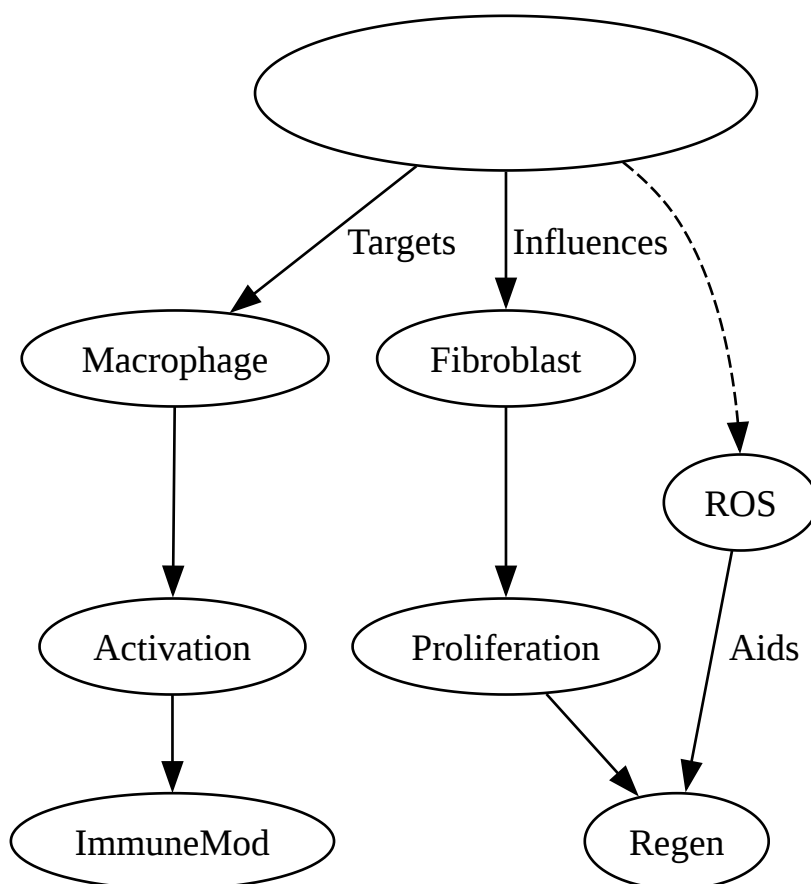 Targets
Influences
Macrophage
Fibroblast
ROS
Activation
Proliferation
Aids
ImmuneMod
Regen